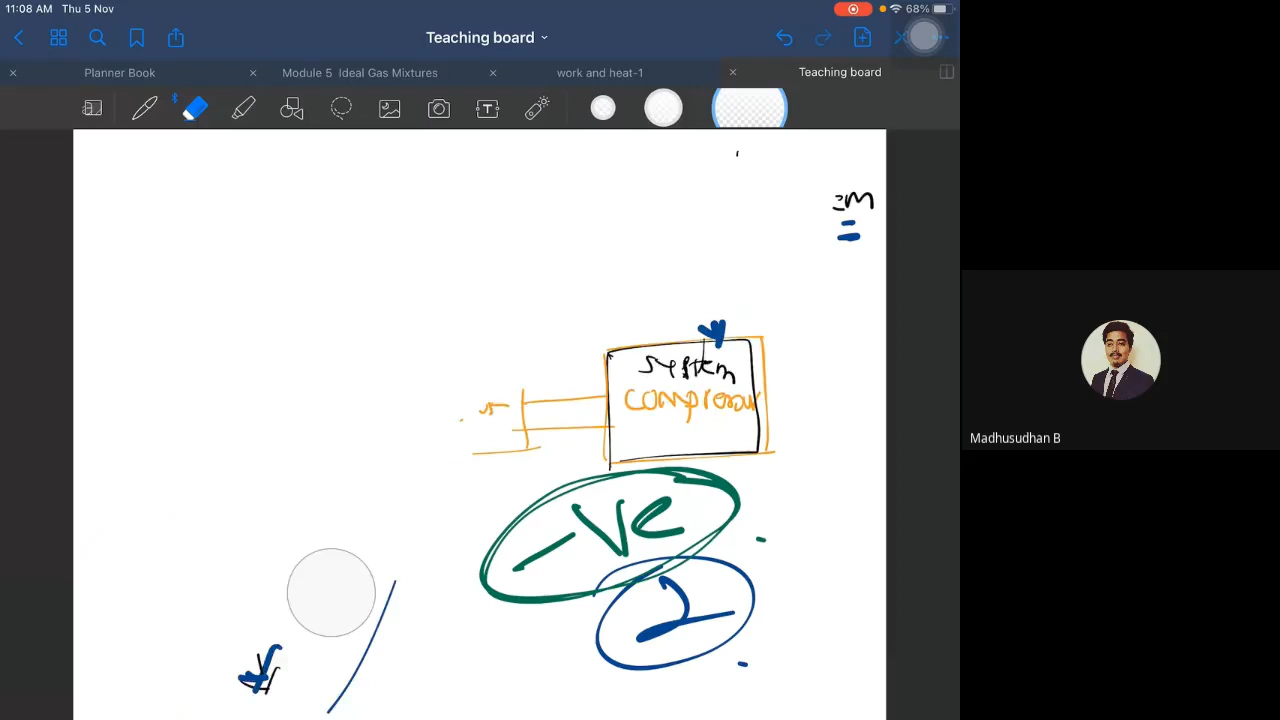 11:08 AM Thu 5 Nov
68%
Teaching board
Planner Book
Module 5 Ideal Gas Mixtures
work and heat-1
Teaching board
T
system
compressor
-ve
2
Madhusudhan B